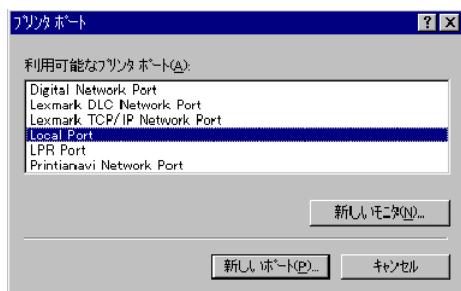 プリンタ ポート
利用可能なプリンタ ポート(A):
Digital Network Port
Lexmark DLC Network Port
Lexmark TCP/IP Network Port
Local Port
LPR Port
Printianavi Network Port
新しいモニタ(N)...
新しいポート(P)...
キャンセル